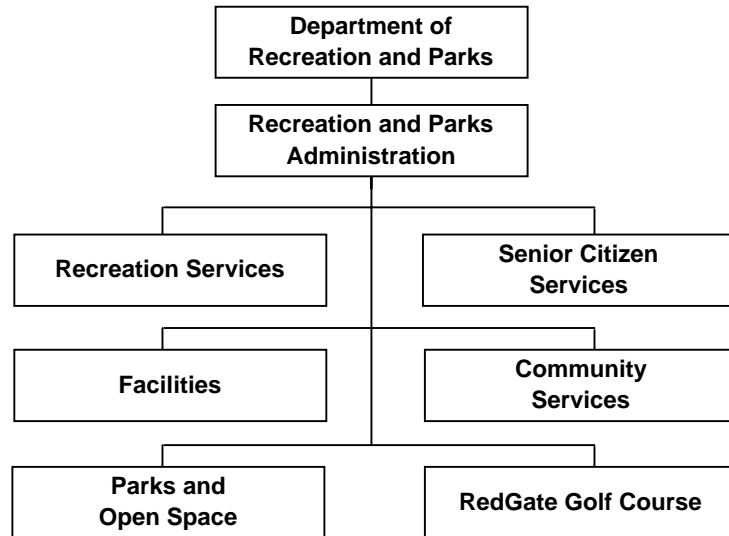 Department of
Recreation and Parks
Recreation and Parks
Administration
Recreation Services
Senior Citizen
Services
Facilities
Community
Services
Parks and
Open Space
RedGate Golf Course